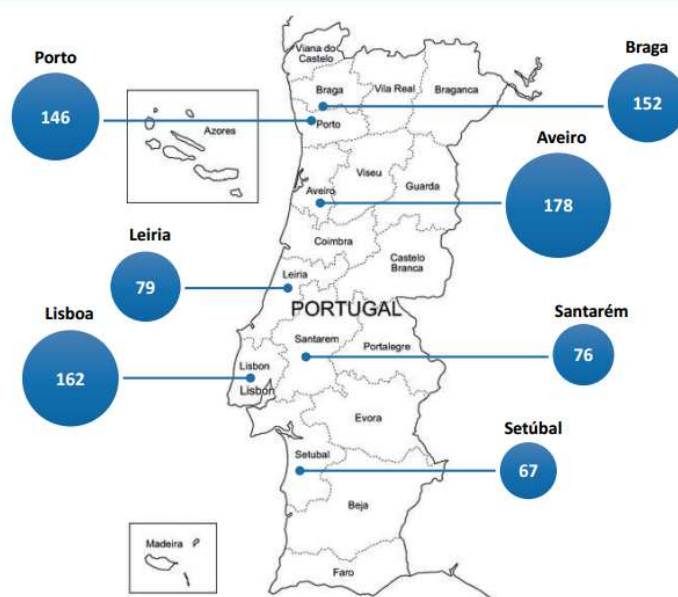 Porto
146
Braga
152
Aveiro
178
Leiria
79
Lisboa
162
Santarém
76
Setúbal
67
Viana do
Castelo
Braga
Vila Real
Braganca
Porto
Azores
Viseu
Aveiro
Guarda
Coimbra
Castelo
Branca
Leiria
PORTUGAL
Santarem
Portalegre
Lisbon
Lisbon
Evora
Setubal
Beja
Madeira
Faro